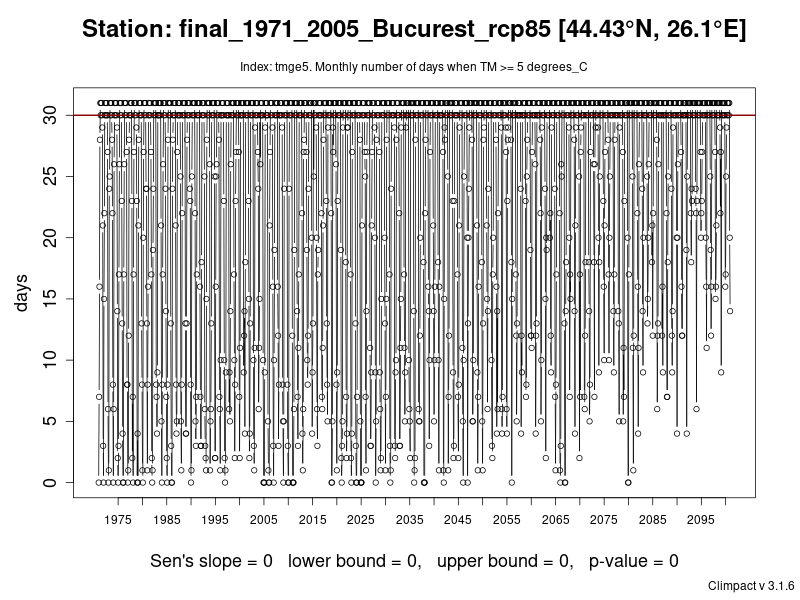 Station: final_1971_2005_Bucurest_rcp85 [44.43°N, 26.1°E]
Index: tmge5. Monthly number of days when TM >= 5 degrees_C
days
30
25
20
15
10
5
0
1975 1985 1995 2005 2015 2025 2035 2045 2055 2065 2075 2085 2095
Sen's slope = 0 lower bound = 0, upper bound = 0, p-value = 0
Climpact v 3.1.6